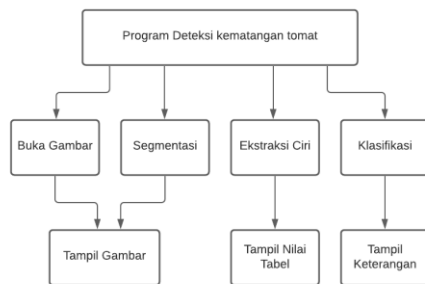 Program Deteksi kematangan tomat
Buka Gambar
Segmentasi
Ekstraksi Ciri
Klasifikasi
Tampil Gambar
Tampil Nilai
Tabel
Tampil
Keterangan